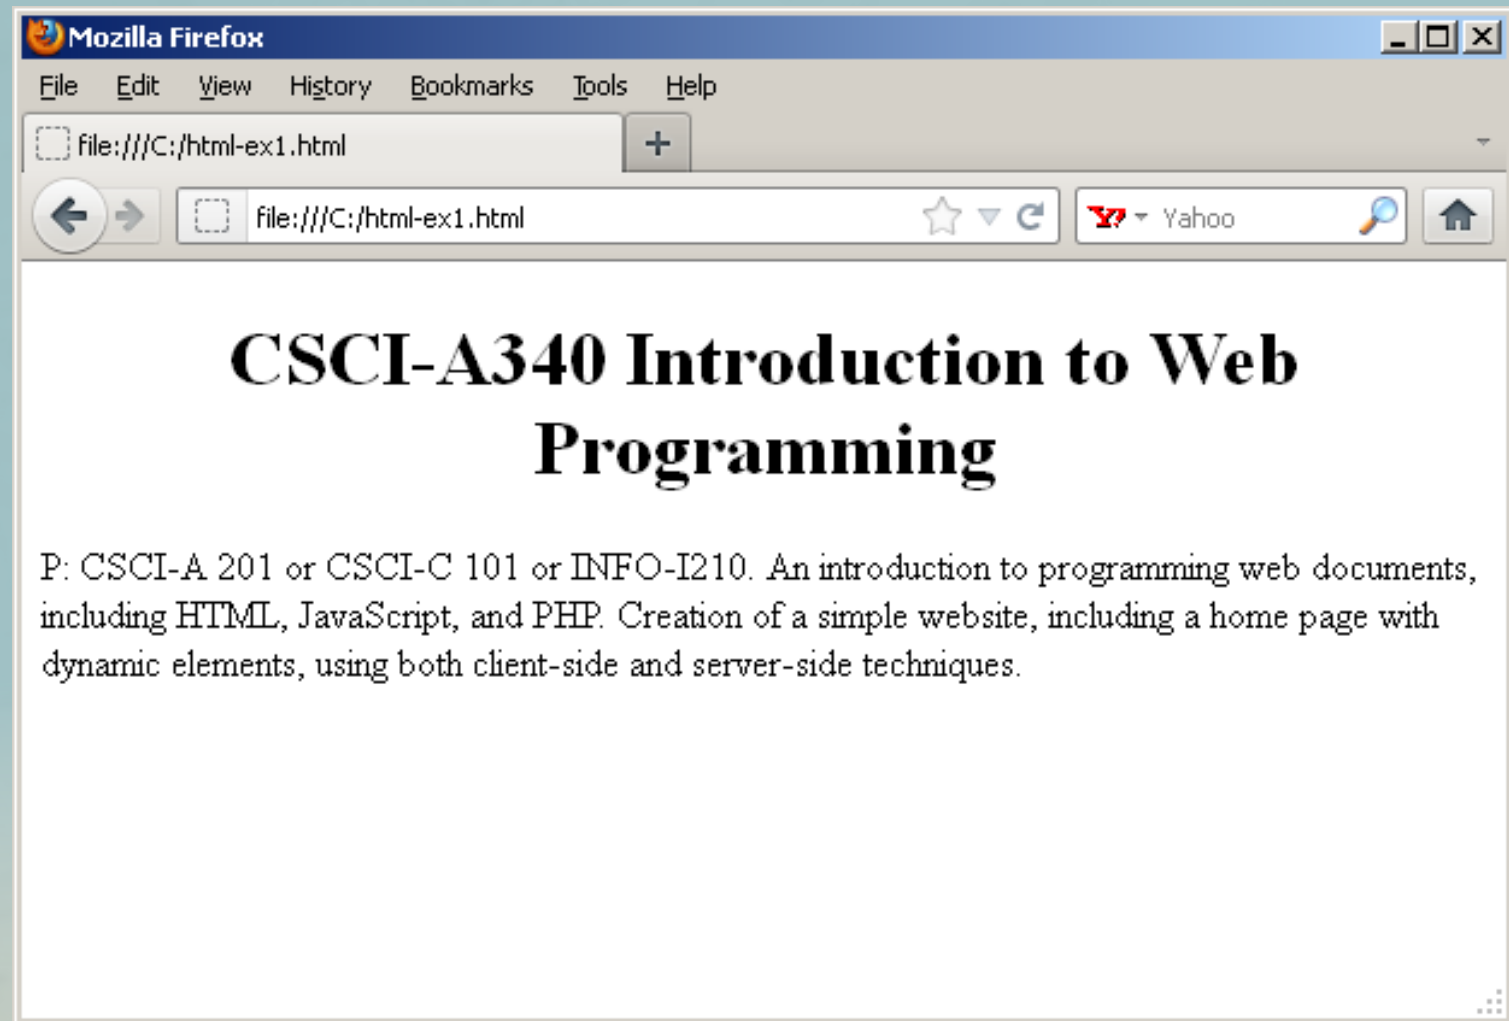 Mozilla Firefox
File Edit View History Bookmarks Tools Help
file:///C:/html-ex1.html
file:///C:/html-ex1.html Yahoo
CSCI-A340 Introduction to Web
Programming
P: CSCI-A 201 or CSCI-C 101 or INFO-I210. An introduction to programming web documents,
including HTML, JavaScript, and PHP. Creation of a simple website, including a home page with
dynamic elements, using both client-side and server-side techniques.